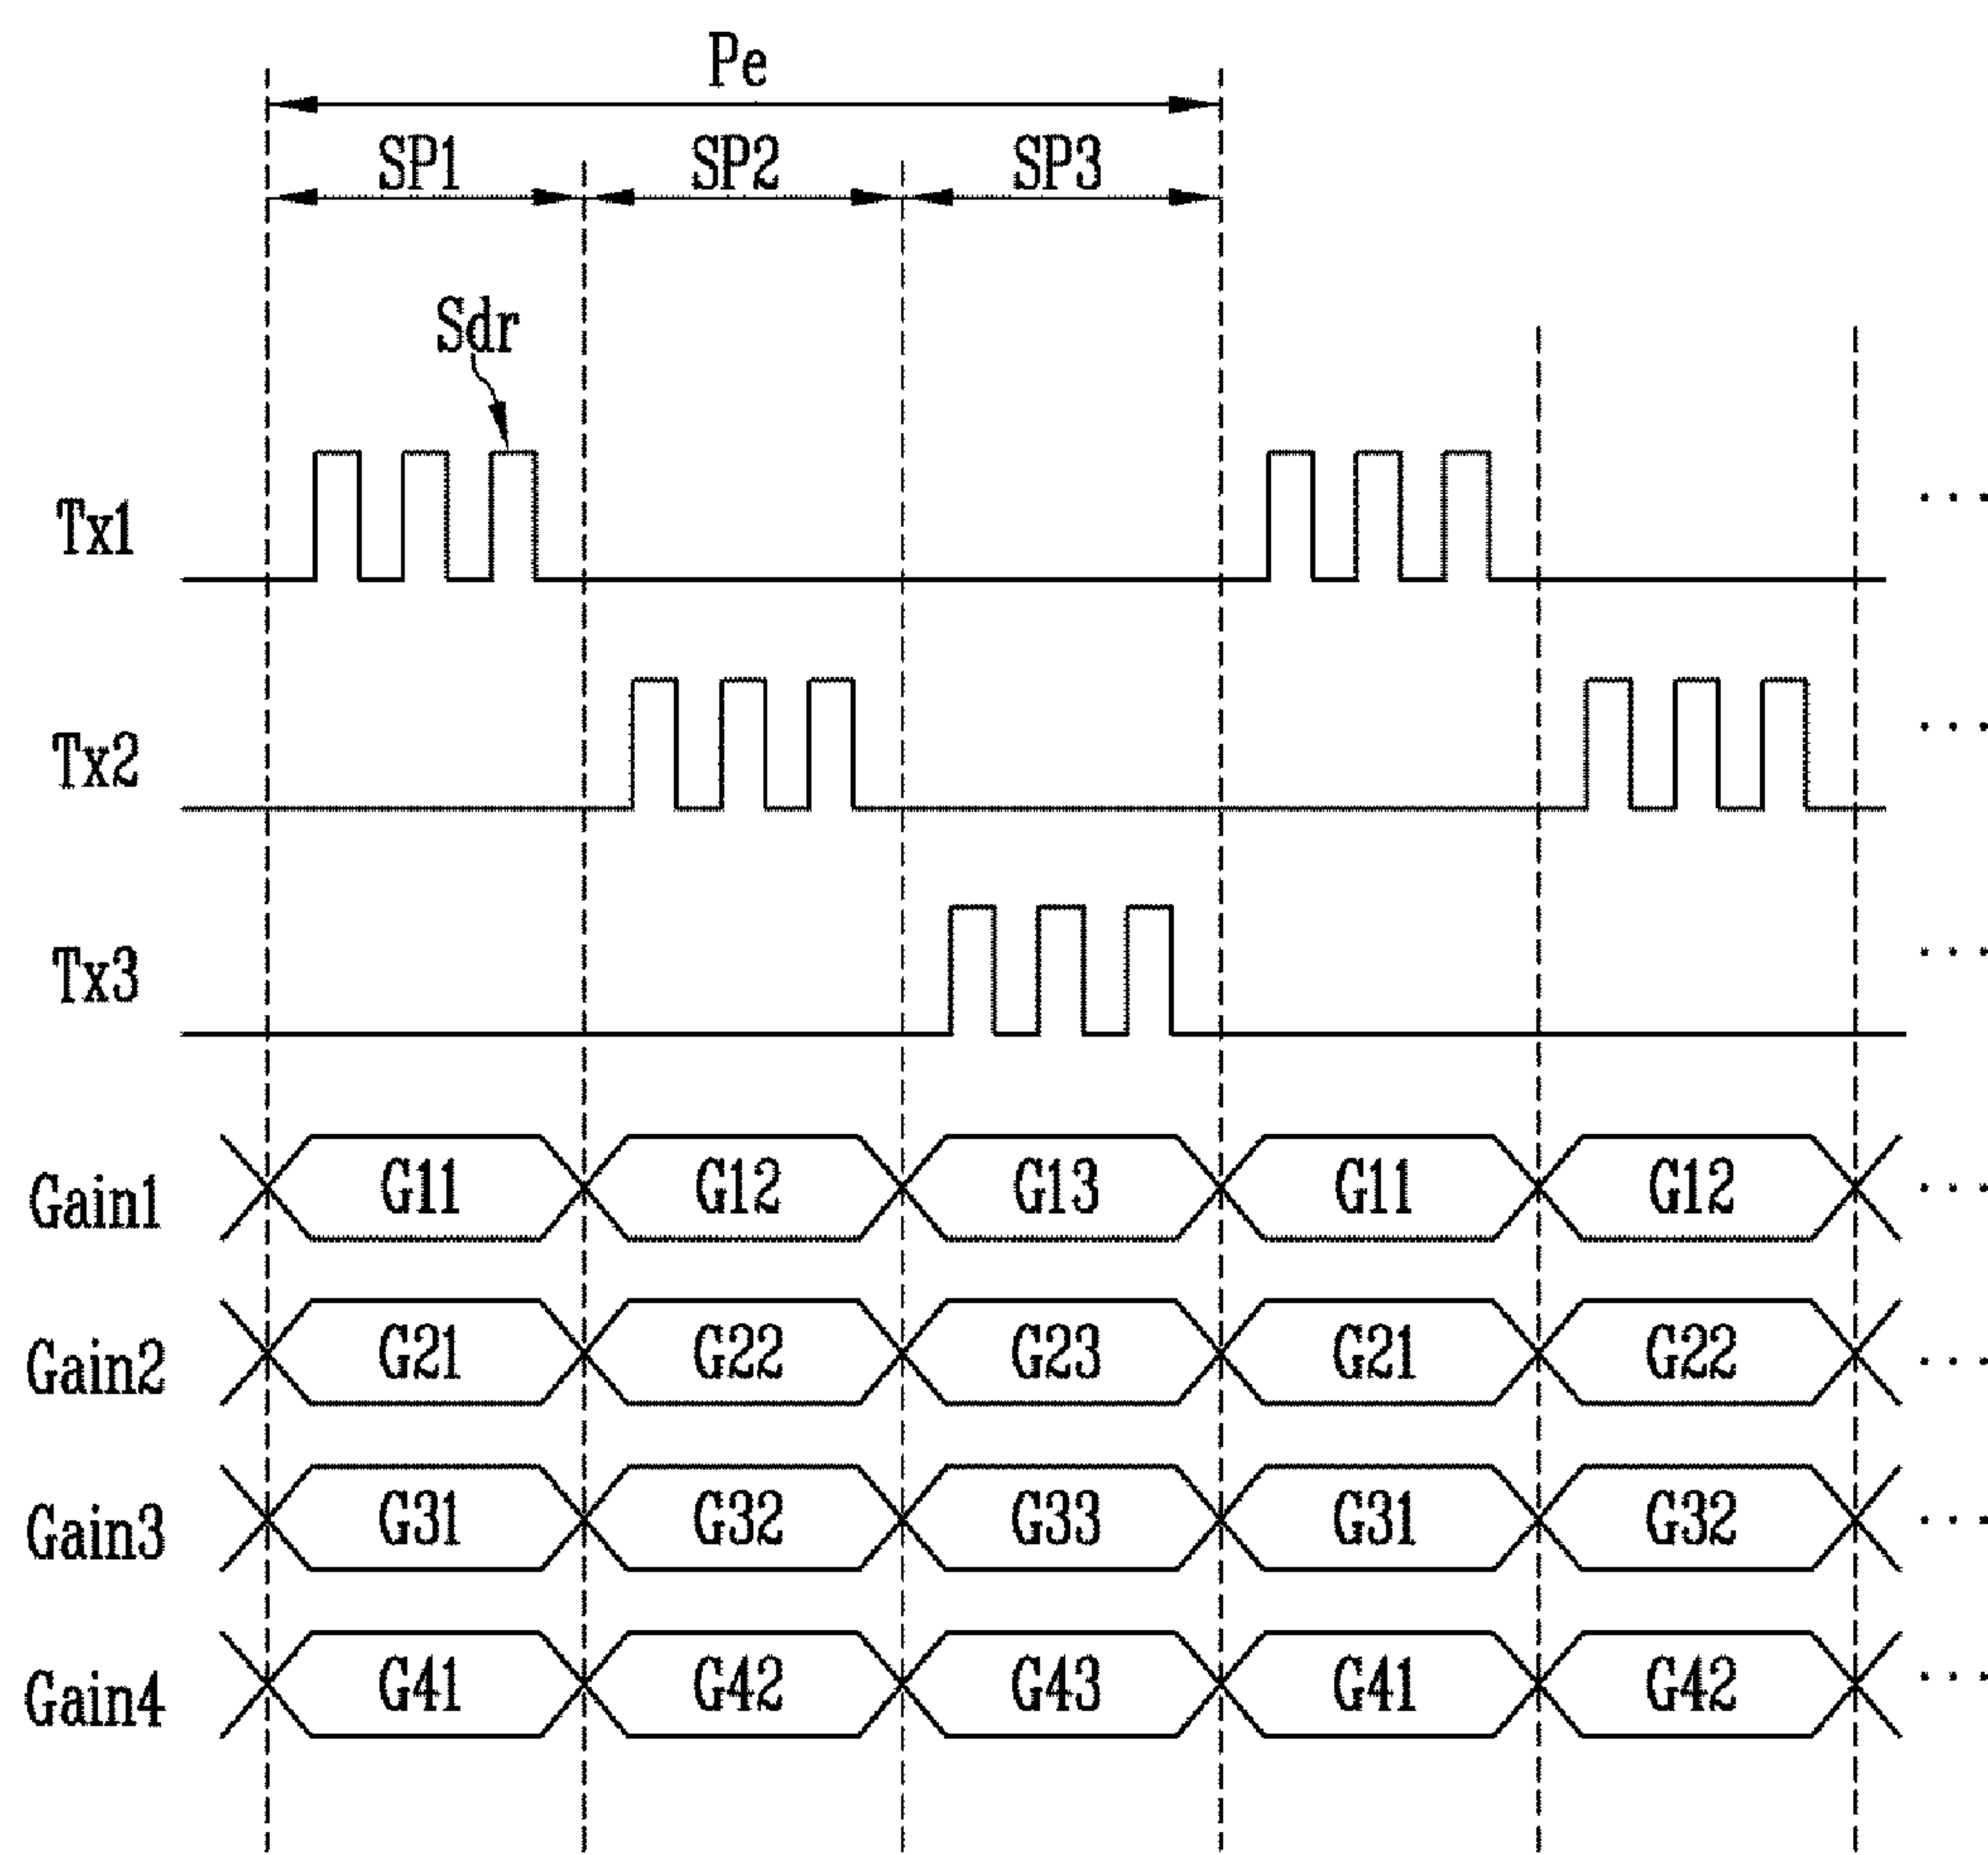 Pe
SP1 SP2 SP3
Sdr
Tx1 ...
Tx2 ...
Tx3 ...
Gain1 G11 G12 G13 G11 G12 ...
Gain2 G21 G22 G23 G21 G22 ...
Gain3 G31 G32 G33 G31 G32 ...
Gain4 G41 G42 G43 G41 G42 ...